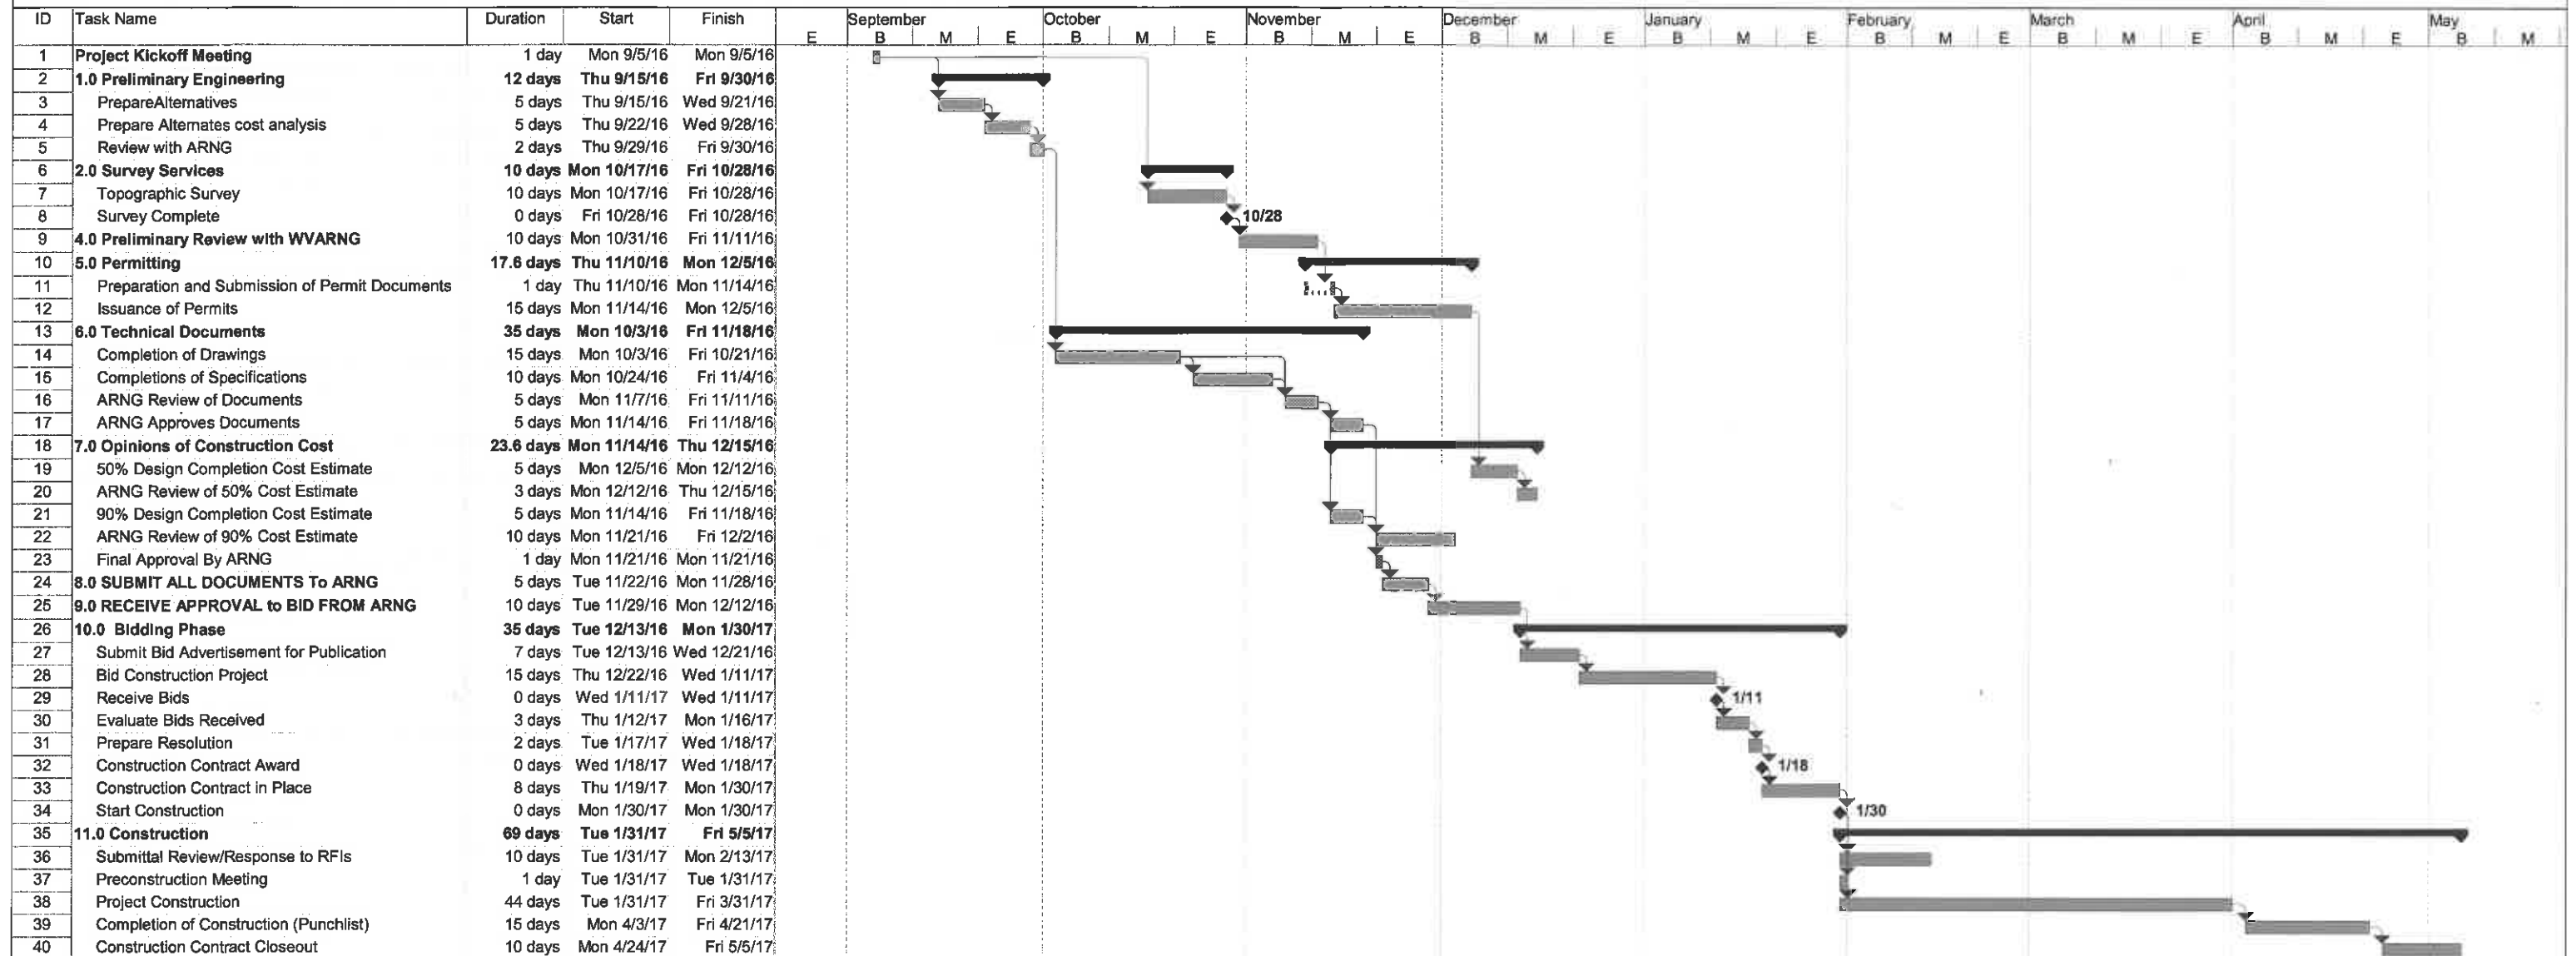 ID Task Name Duration Start Finish September October November December January February March April May
E B M E B M E B M E B M E B M E B M E B M E B M E B M
1 Project Kickoff Meeting 1 day Mon 9/5/16 Mon 9/5/16
2 1.0 Preliminary Engineering 12 days Thu 9/15/16 Fri 9/30/16
3 PrepareAlternatives 5 days Thu 9/15/16 Wed 9/21/16
4 Prepare Alternates cost analysis 5 days Thu 9/22/16 Wed 9/28/16
5 Review with ARNG 2 days Thu 9/29/16 Fri 9/30/16
6 2.0 Survey Services 10 days Mon 10/17/16 Fri 10/28/16
7 Topographic Survey 10 days Mon 10/17/16 Fri 10/28/16
8 Survey Complete 0 days Fri 10/28/16 Fri 10/28/16 10/28
9 4.0 Preliminary Review with WVARNG 10 days Mon 10/31/16 Fri 11/11/16
10 5.0 Permitting 17.6 days Thu 11/10/16 Mon 12/5/16
11 Preparation and Submission of Permit Documents 1 day Thu 11/10/16 Mon 11/14/16
12 Issuance of Permits 15 days Mon 11/14/16 Mon 12/5/16
13 6.0 Technical Documents 35 days Mon 10/3/16 Fri 11/18/16
14 Completion of Drawings 15 days Mon 10/3/16 Fri 10/21/16
15 Completions of Specifications 10 days Mon 10/24/16 Fri 11/4/16
16 ARNG Review of Documents 5 days Mon 11/7/16 Fri 11/11/16
17 ARNG Approves Documents 5 days Mon 11/14/16 Fri 11/18/16
18 7.0 Opinions of Construction Cost 23.6 days Mon 11/14/16 Thu 12/15/16
19 50% Design Completion Cost Estimate 5 days Mon 12/5/16 Mon 12/12/16
20 ARNG Review of 50% Cost Estimate 3 days Mon 12/12/16 Thu 12/15/16
21 90% Design Completion Cost Estimate 5 days Mon 11/14/16 Fri 11/18/16
22 ARNG Review of 90% Cost Estimate 10 days Mon 11/21/16 Fri 12/2/16
23 Final Approval By ARNG 1 day Mon 11/21/16 Mon 11/21/16
24 8.0 SUBMIT ALL DOCUMENTS To ARNG 5 days Tue 11/22/16 Mon 11/28/16
25 9.0 RECEIVE APPROVAL to BID FROM ARNG 10 days Tue 11/29/16 Mon 12/12/16
26 10.0 Bidding Phase 35 days Tue 12/13/16 Mon 1/30/17
27 Submit Bid Advertisement for Publication 7 days Tue 12/13/16 Wed 12/21/16
28 Bid Construction Project 15 days Thu 12/22/16 Wed 1/11/17
29 Receive Bids 0 days Wed 1/11/17 Wed 1/11/17 1/11
30 Evaluate Bids Received 3 days Thu 1/12/17 Mon 1/16/17
31 Prepare Resolution 2 days Tue 1/17/17 Wed 1/18/17
32 Construction Contract Award 0 days Wed 1/18/17 Wed 1/18/17 1/18
33 Construction Contract in Place 8 days Thu 1/19/17 Mon 1/30/17
34 Start Construction 0 days Mon 1/30/17 Mon 1/30/17 1/30
35 11.0 Construction 69 days Tue 1/31/17 Fri 5/5/17
36 Submittal Review/Response to RFIs 10 days Tue 1/31/17 Mon 2/13/17
37 Preconstruction Meeting 1 day Tue 1/31/17 Tue 1/31/17
38 Project Construction 44 days Tue 1/31/17 Fri 3/31/17
39 Completion of Construction (Punchlist) 15 days Mon 4/3/17 Fri 4/21/17
40 Construction Contract Closeout 10 days Mon 4/24/17 Fri 5/5/17